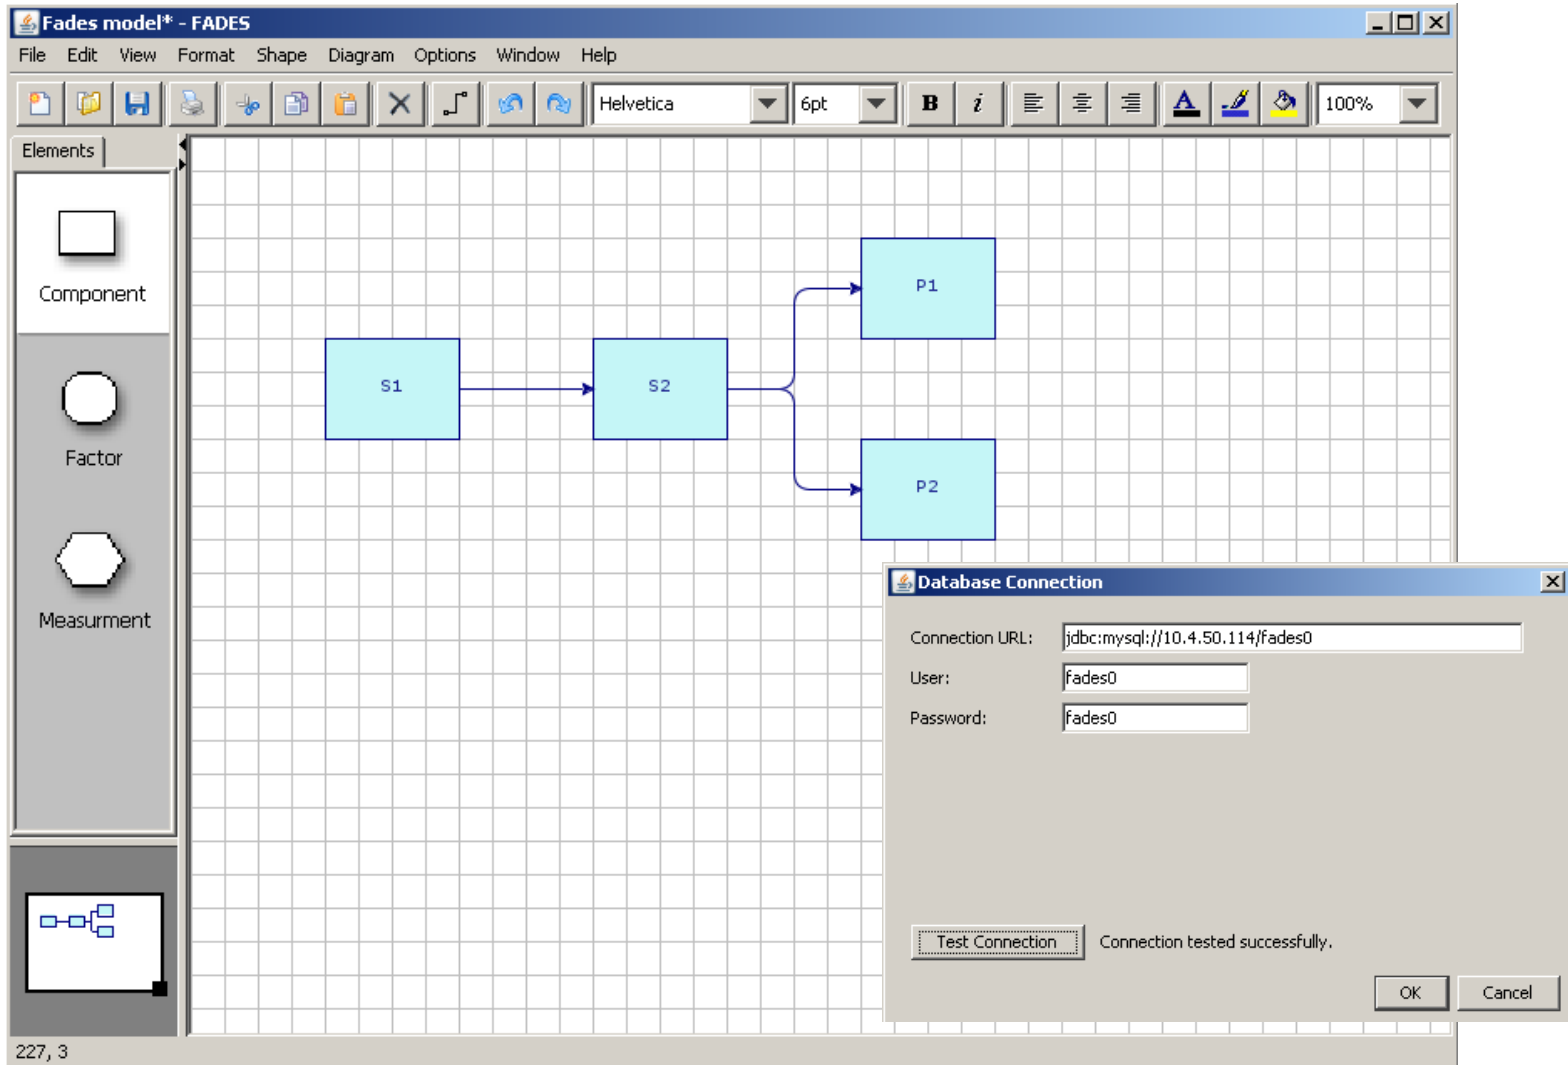 Fades model* - FADES
File Edit View Format Shape Diagram Options Window Help
Helvetica 6pt B i A 100%
Elements
Component
Factor
Measurment
S1
S2
P1
P2
Database Connection
Connection URL: jdbc:mysql://10.4.50.114/fades0
User: fades0
Password: fades0
Test Connection Connection tested successfully.
OK Cancel
227, 3